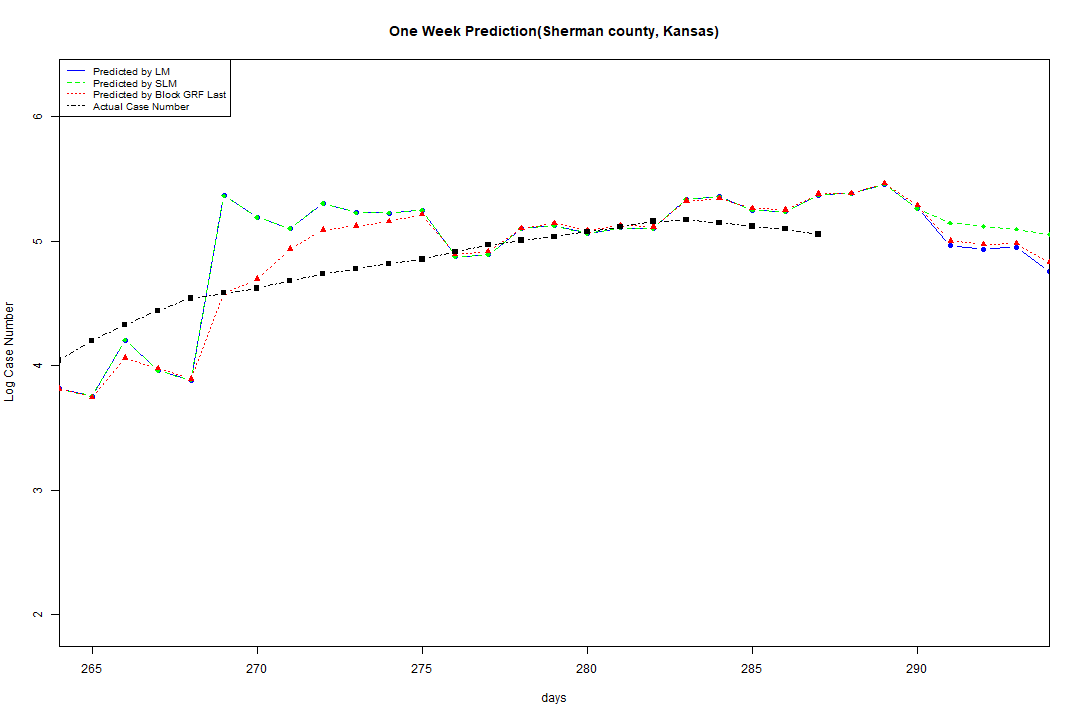 One Week Prediction(Sherman county, Kansas)
Predicted by LM
Predicted by SLM
Predicted by Block GRF Last
Actual Case Number
6
5
4
3
2
Log Case Number
265 270 275 280 285 290
days